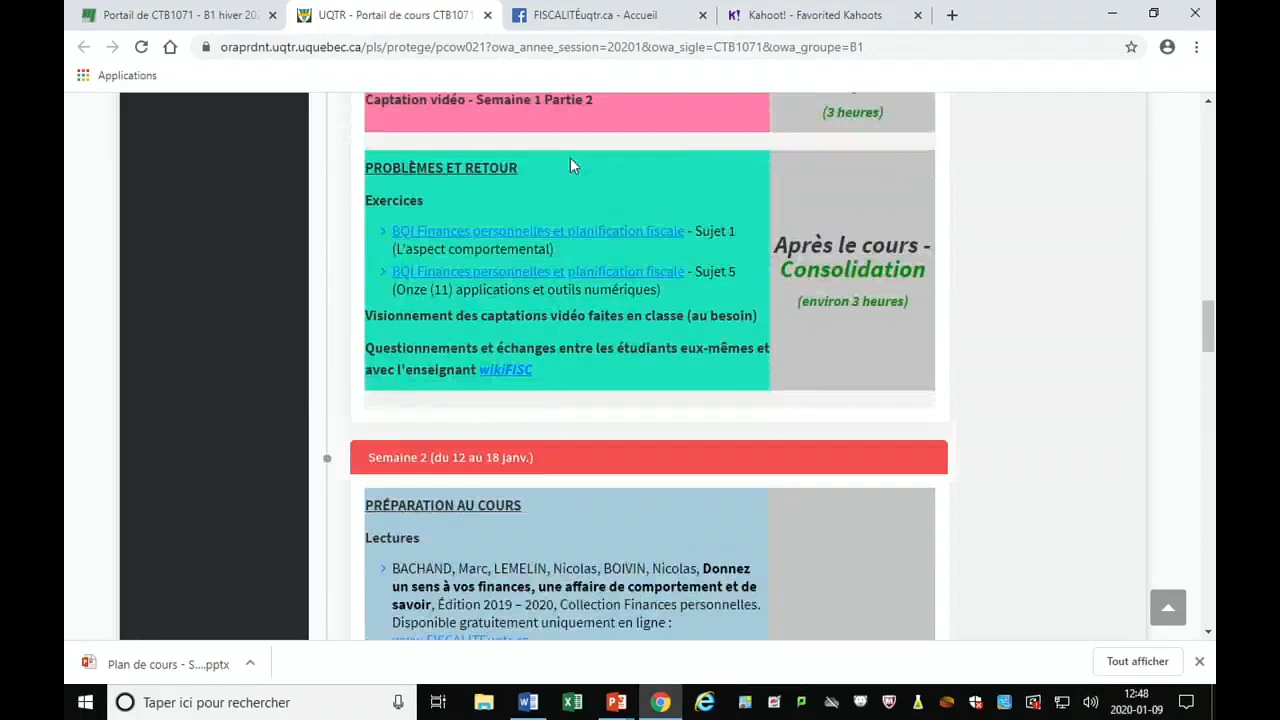 Portail de CTB1071 - B1 hiver 202
UQTR - Portail de cours CTB1071
FISCALITÉuqtr.ca - Accueil
Kahoot! - Favorited Kahoots
oraprdnt.uqtr.uquebec.ca/pls/protege/pcow021?owa_annee_session=20201&owa_sigle=CTB1071&owa_groupe=B1
Applications
Captation vidéo - Semaine 1 Partie 2
(3 heures)
PROBLÈMES ET RETOUR
Exercices
BQI Finances personnelles et planification fiscale - Sujet 1
(L'aspect comportemental)
BQI Finances personnelles et planification fiscale - Sujet 5
(Onze (11) applications et outils numériques)
Visionnement des captations vidéo faites en classe (au besoin)
Questionnements et échanges entre les étudiants eux-mêmes et
avec l'enseignant wikiFISC
Après le cours -
Consolidation
(environ 3 heures)
Semaine 2 (du 12 au 18 janv.)
PRÉPARATION AU COURS
Lectures
BACHAND, Marc, LEMELIN, Nicolas, BOIVIN, Nicolas, Donnez
un sens à vos finances, une affaire de comportement et de
savoir, Édition 2019 – 2020, Collection Finances personnelles.
Disponible gratuitement uniquement en ligne :
www.FISCALITÉuqtr.ca
Plan de cours - S....pptx
Tout afficher
Taper ici pour rechercher
12:48
2020-01-09